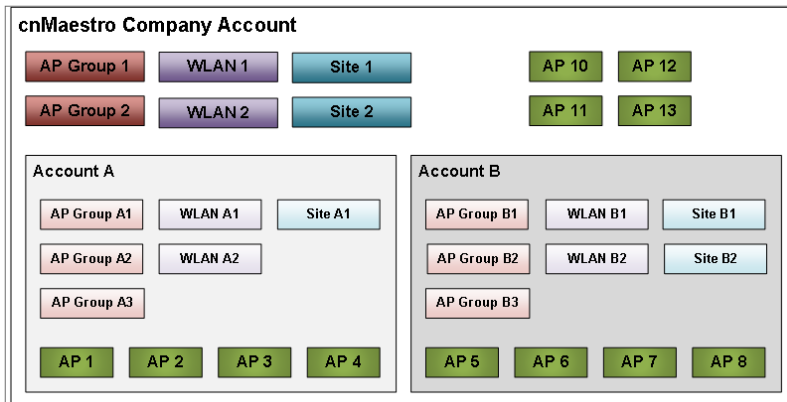 cnMaestro Company Account
AP Group 1 WLAN 1 Site 1 AP 10 AP 12
AP Group 2 WLAN 2 Site 2 AP 11 AP 13
Account A
AP Group A1 WLAN A1 Site A1
AP Group A2 WLAN A2
AP Group A3
AP 1 AP 2 AP 3 AP 4
Account B
AP Group B1 WLAN B1 Site B1
AP Group B2 WLAN B2 Site B2
AP Group B3
AP 5 AP 6 AP 7 AP 8